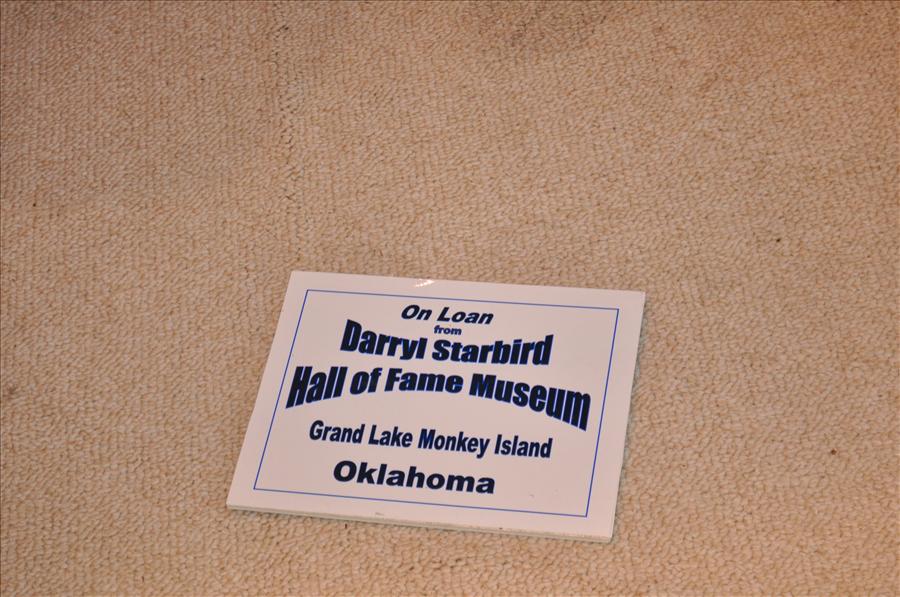 On Loan
from
Darryl Starbird
Hall of Fame Museum
Grand Lake Monkey Island
Oklahoma